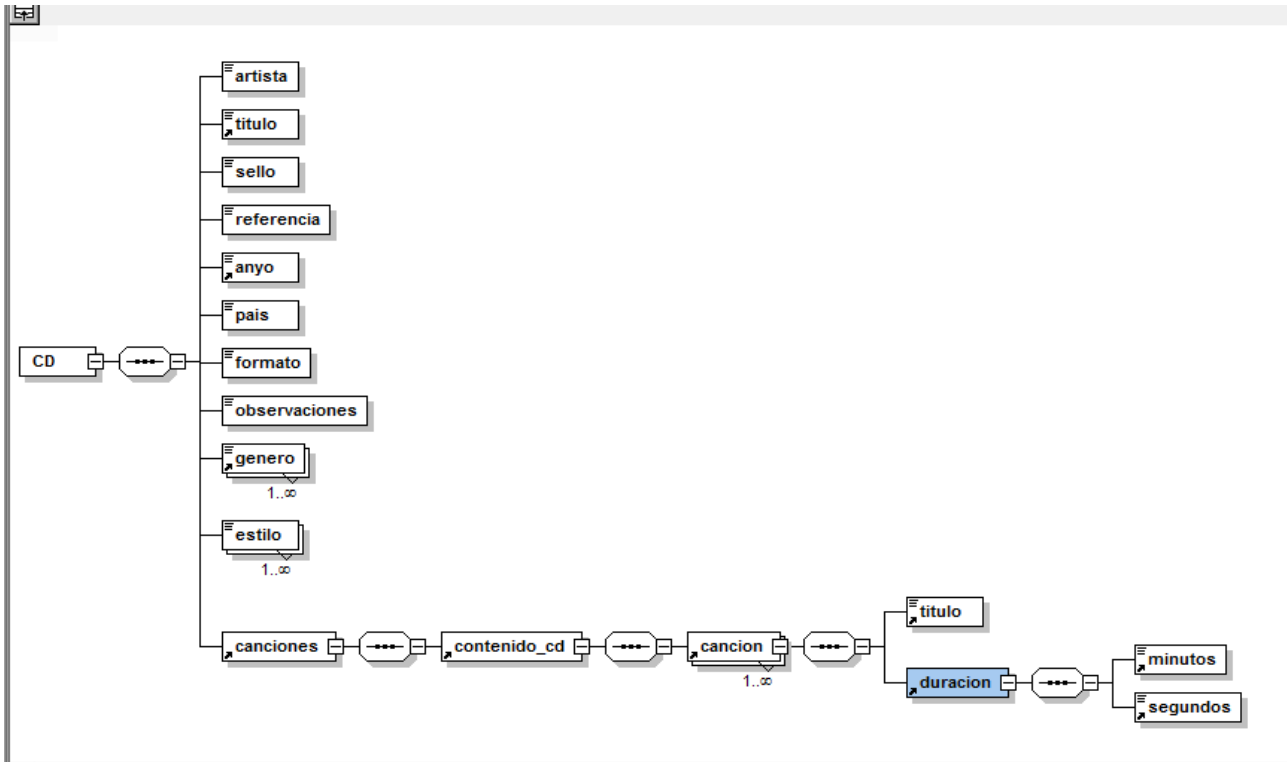 artista
titulo
sello
referencia
anyo
pais
CD
formato
observaciones
genero
1..∞
estilo
1..∞
titulo
canciones
contenido_cd
cancion
1..∞
minutos
duracion
segundos